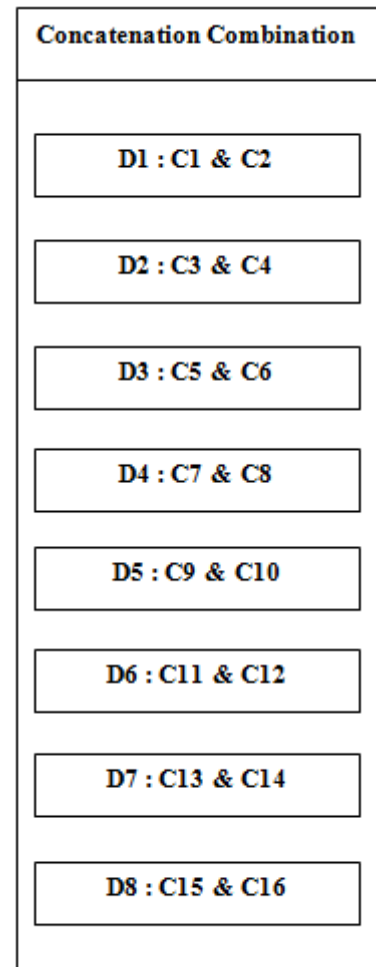 Concatenation Combination
D1 : C1 & C2
D2 : C3 & C4
D3 : C5 & C6
D4 : C7 & C8
D5 : C9 & C10
D6 : C11 & C12
D7 : C13 & C14
D8 : C15 & C16